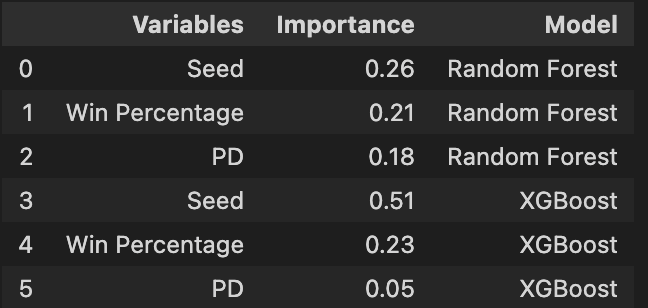 Variables Importance Model
0 Seed 0.26 Random Forest
1 Win Percentage 0.21 Random Forest
2 PD 0.18 Random Forest
3 Seed 0.51 XGBoost
4 Win Percentage 0.23 XGBoost
5 PD 0.05 XGBoost